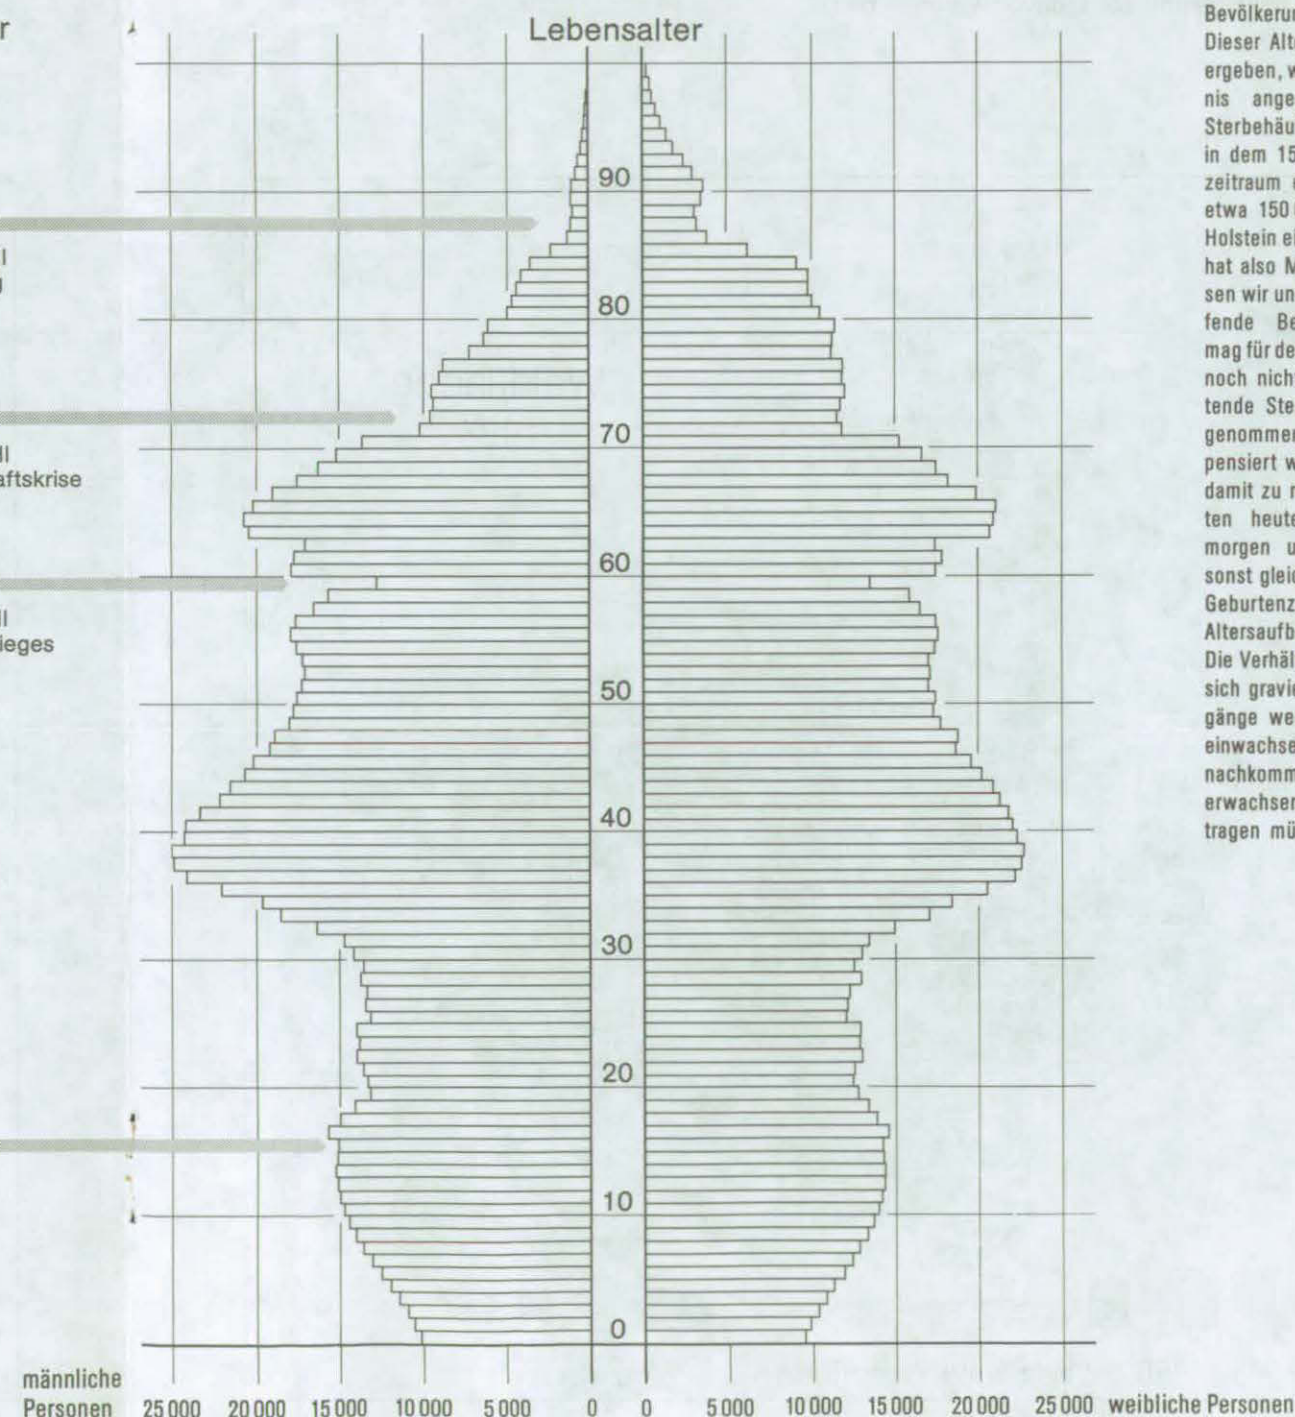 Lebensalter
90
80
70
60
50
40
30
20
10
0
aftskrise
ieges
männliche
Personen
25 000 20 000 15 000 10 000 5 000 0 0 5 000 10 000 15 000 20 000 25 000 weibliche Personen
Bevölkerun
Dieser Alt
ergeben, w
nis ange
Sterbehäu
in dem 15
zeitraum
etwa 150
Holstein e
hat also M
sen wir un
fende Be
mag für de
noch nich
tende Ste
genommen
pensiert w
damit zu
ten heute
morgen u
sonst gleic
Geburtenz
Altersaufb
Die Verhäl
sich gravie
gänge we
einwachse
nachkomm
erwachsen
tragen mü